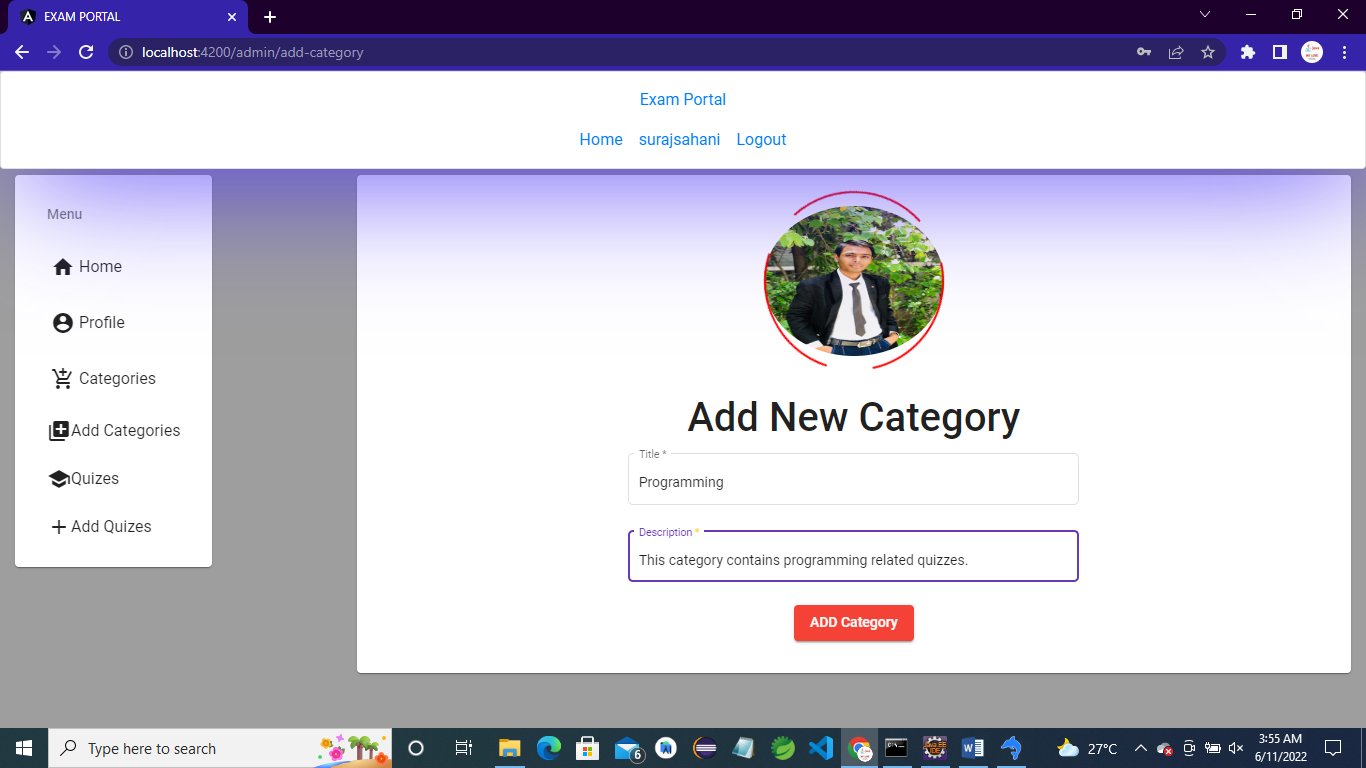 EXAM PORTAL
localhost:4200/admin/add-category
Exam Portal
Home surajsahani Logout
Menu
Home
Profile
Categories
Add Categories
Quizes
Add Quizes
Add New Category
Title *
Programming
Description *
This category contains programming related quizzes.
ADD Category
Type here to search
6
27°C
3:55 AM
6/11/2022